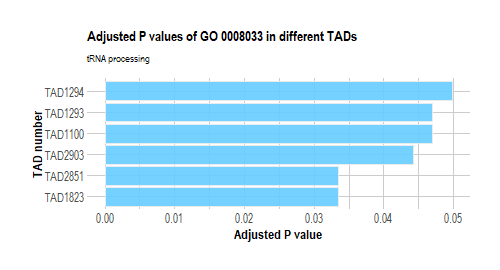 Adjusted P values of GO 0008033 in different TADs
tRNA processing
TAD number
TAD1294
TAD1293
TAD1100
TAD2903
TAD2851
TAD1823
0.00 0.01 0.02 0.03 0.04 0.05
Adjusted P value